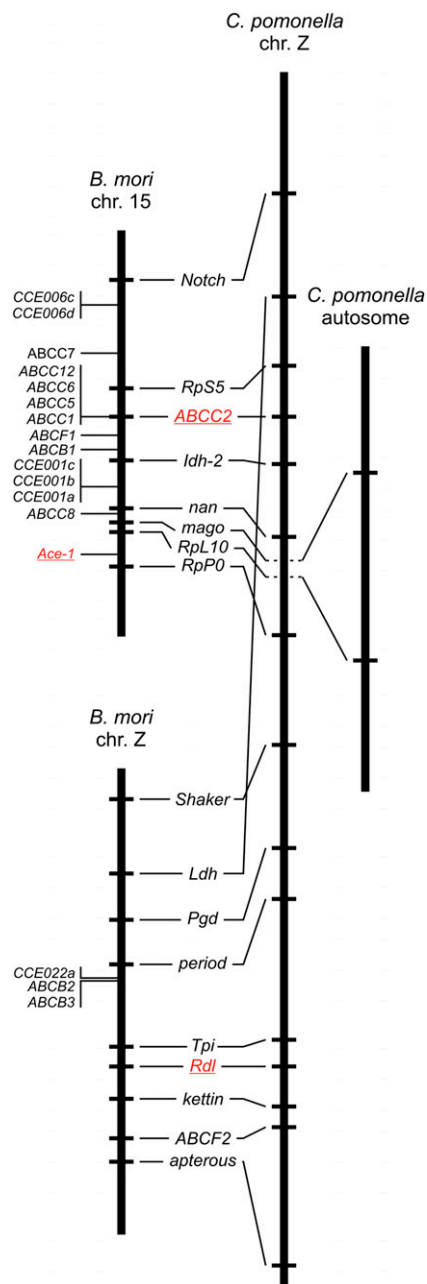 C. pomonella
chr. Z
B. mori
chr. 15
Notch
CCE006c
CCE006d
C. pomonella
autosome
ABCC7
ABCC12
ABCC6
ABCC5
ABCC1
RpS5
ABCC2
ABCF1
ABCB1
CCE001c
CCE001b
CCE001a
Idh-2
ABCC8
nan
mago
RpL10
Ace-1
RpP0
B. mori
chr. Z
Shaker
Ldh
Pgd
period
CCE022a
ABCB2
ABCB3
Tpi
Rdl
kettin
ABCF2
apterous